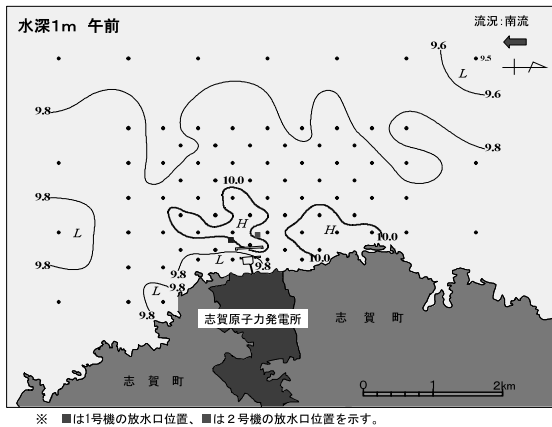 水深1m 午前
流況:南流
9.6
9.5
L
9.6
9.8
9.8
10.0
9.8
H
H
L
10.0
9.8
L
9.8
9.8
10.0
9.8
L
9.8
志賀原子力発電所
志賀町
志賀町
0 1 2km
※ ■は1号機の放水口位置、■は2号機の放水口位置を示す。